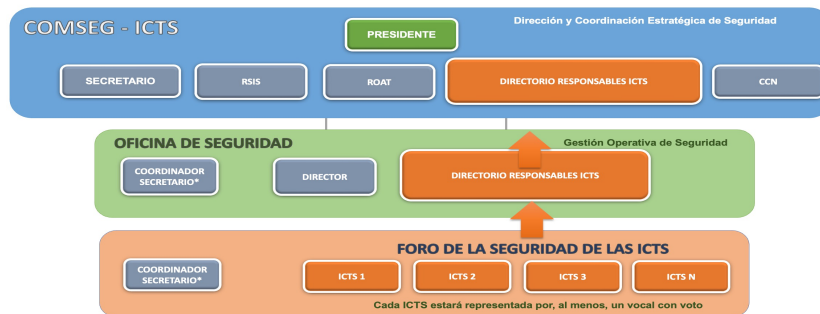 COMSEG - ICTS
Dirección y Coordinación Estratégica de Seguridad
PRESIDENTE
SECRETARIO
RSIS
ROAT
DIRECTORIO RESPONSABLES ICTS
CCN
OFICINA DE SEGURIDAD
Gestión Operativa de Seguridad
COORDINADOR
SECRETARIO*
DIRECTOR
DIRECTORIO RESPONSABLES ICTS
FORO DE LA SEGURIDAD DE LAS ICTS
COORDINADOR
SECRETARIO*
ICTS 1
ICTS 2
ICTS 3
ICTS N
Cada ICTS estará representada por, al menos, un vocal con voto